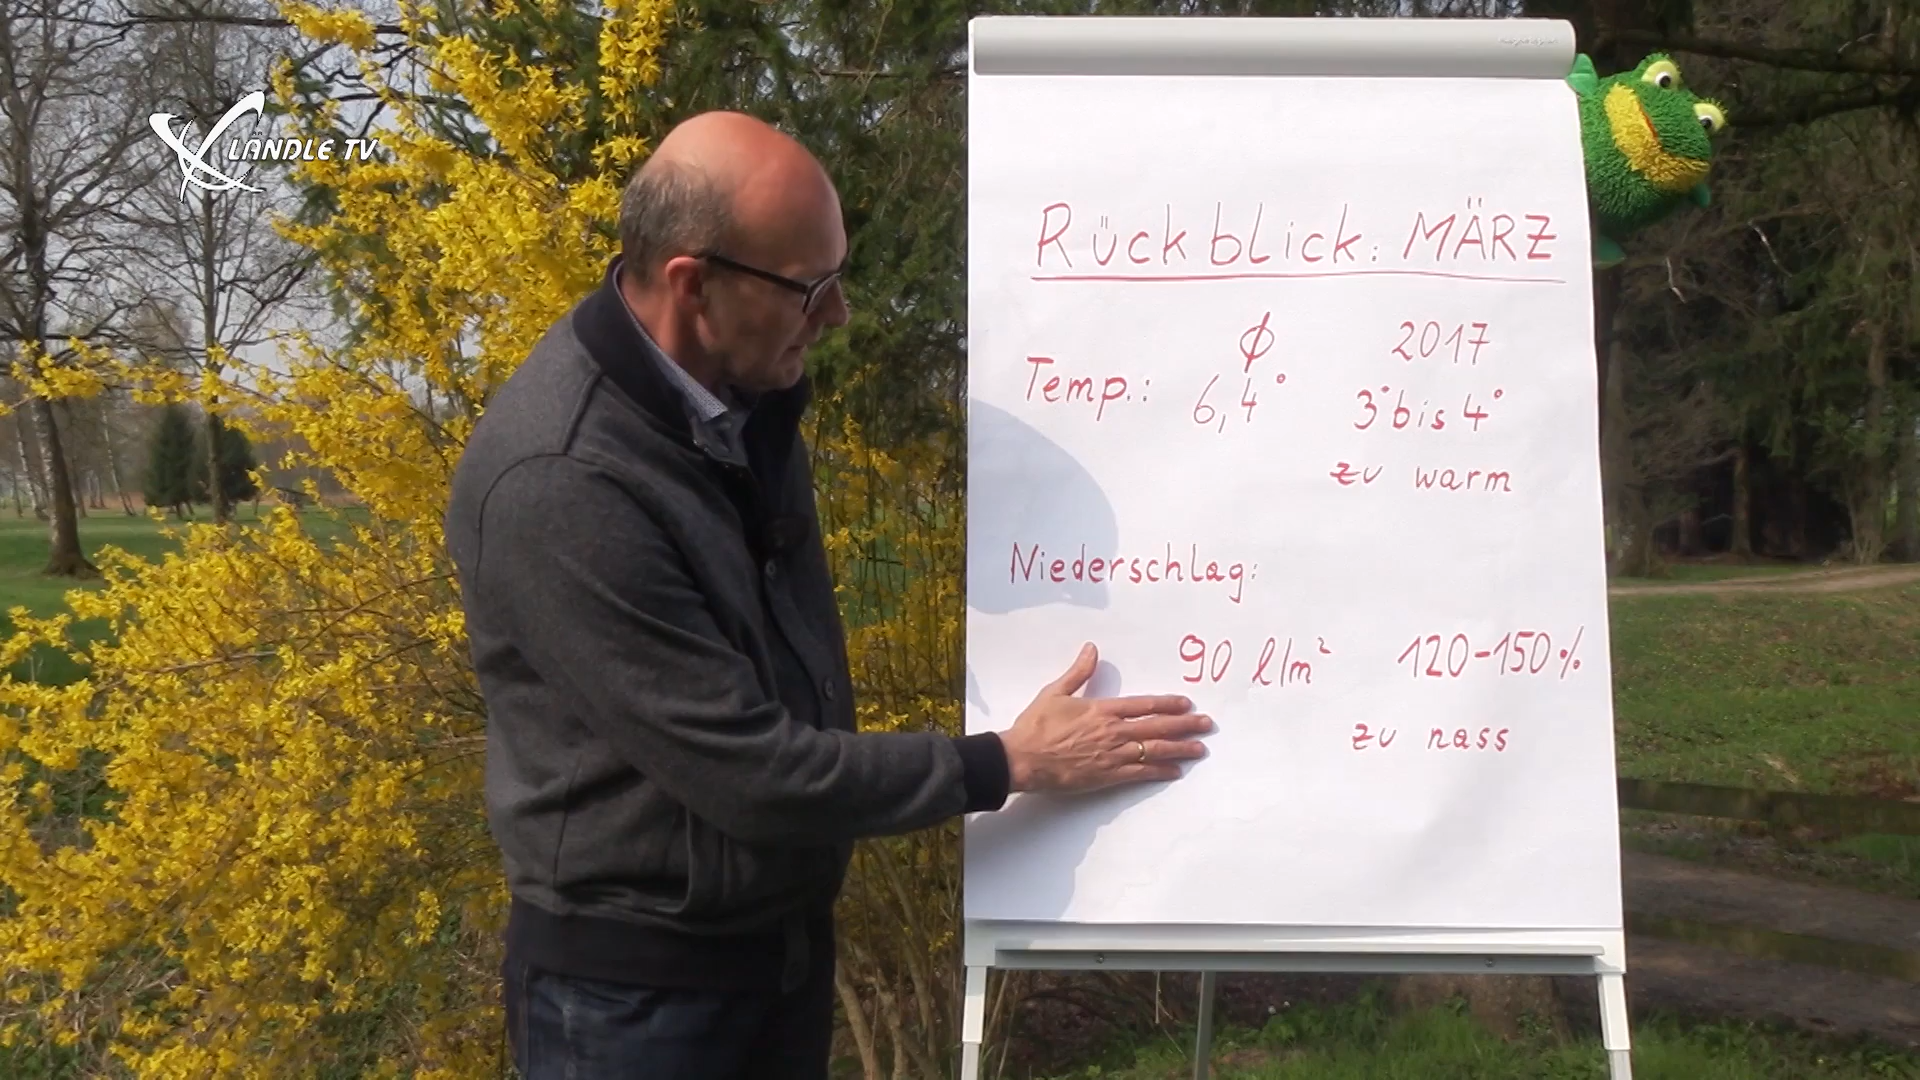 LÄNDLE TV
Rückblick: MÄRZ
Ø 2017
Temp.: 6,4° 3° bis 4°
zu warm
Niederschlag:
90 l/m² 120-150%
zu nass